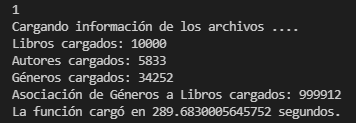 1
Cargando información de los archivos ....
Libros cargados: 10000
Autores cargados: 5833
Géneros cargados: 34252
Asociación de Géneros a Libros cargados: 999912
La función cargó en 289.6830005645752 segundos.